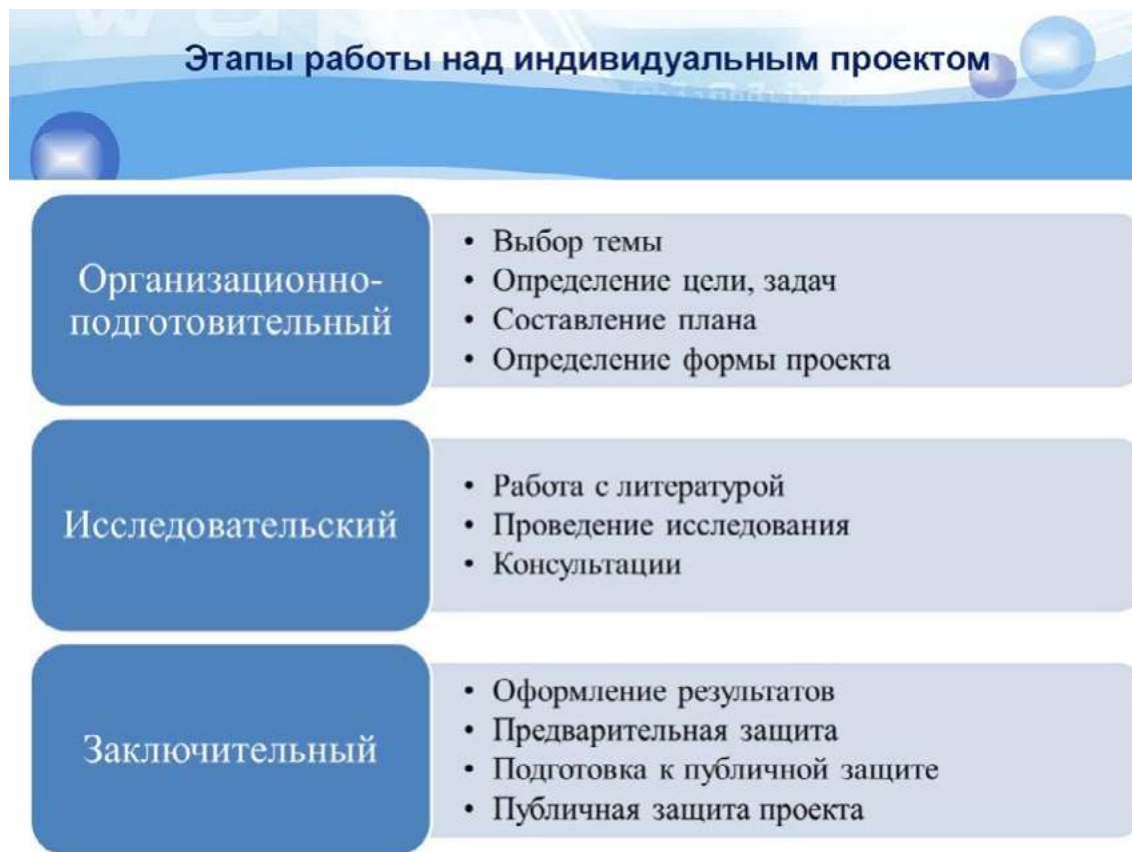 Этапы работы над индивидуальным проектом
Организационно-
подготовительный
• Выбор темы
• Определение цели, задач
• Составление плана
• Определение формы проекта
Исследовательский
• Работа с литературой
• Проведение исследования
• Консультации
Заключительный
• Оформление результатов
• Предварительная защита
• Подготовка к публичной защите
• Публичная защита проекта